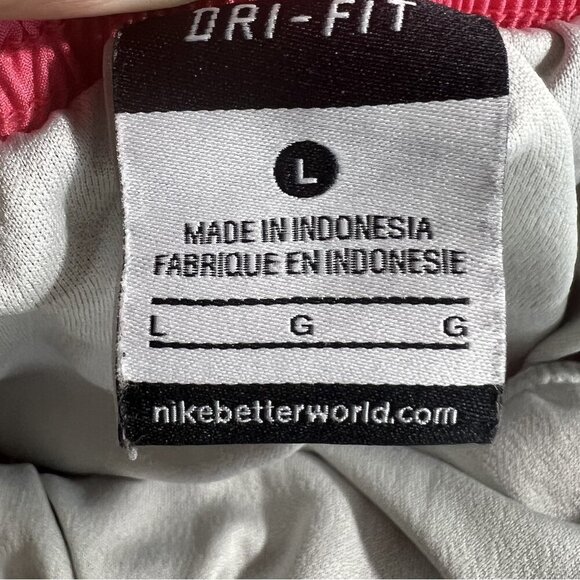 DRI-FIT
L
MADE IN INDONESIA
FABRIQUE EN INDONESIE
L G G
nikebetterworld.com